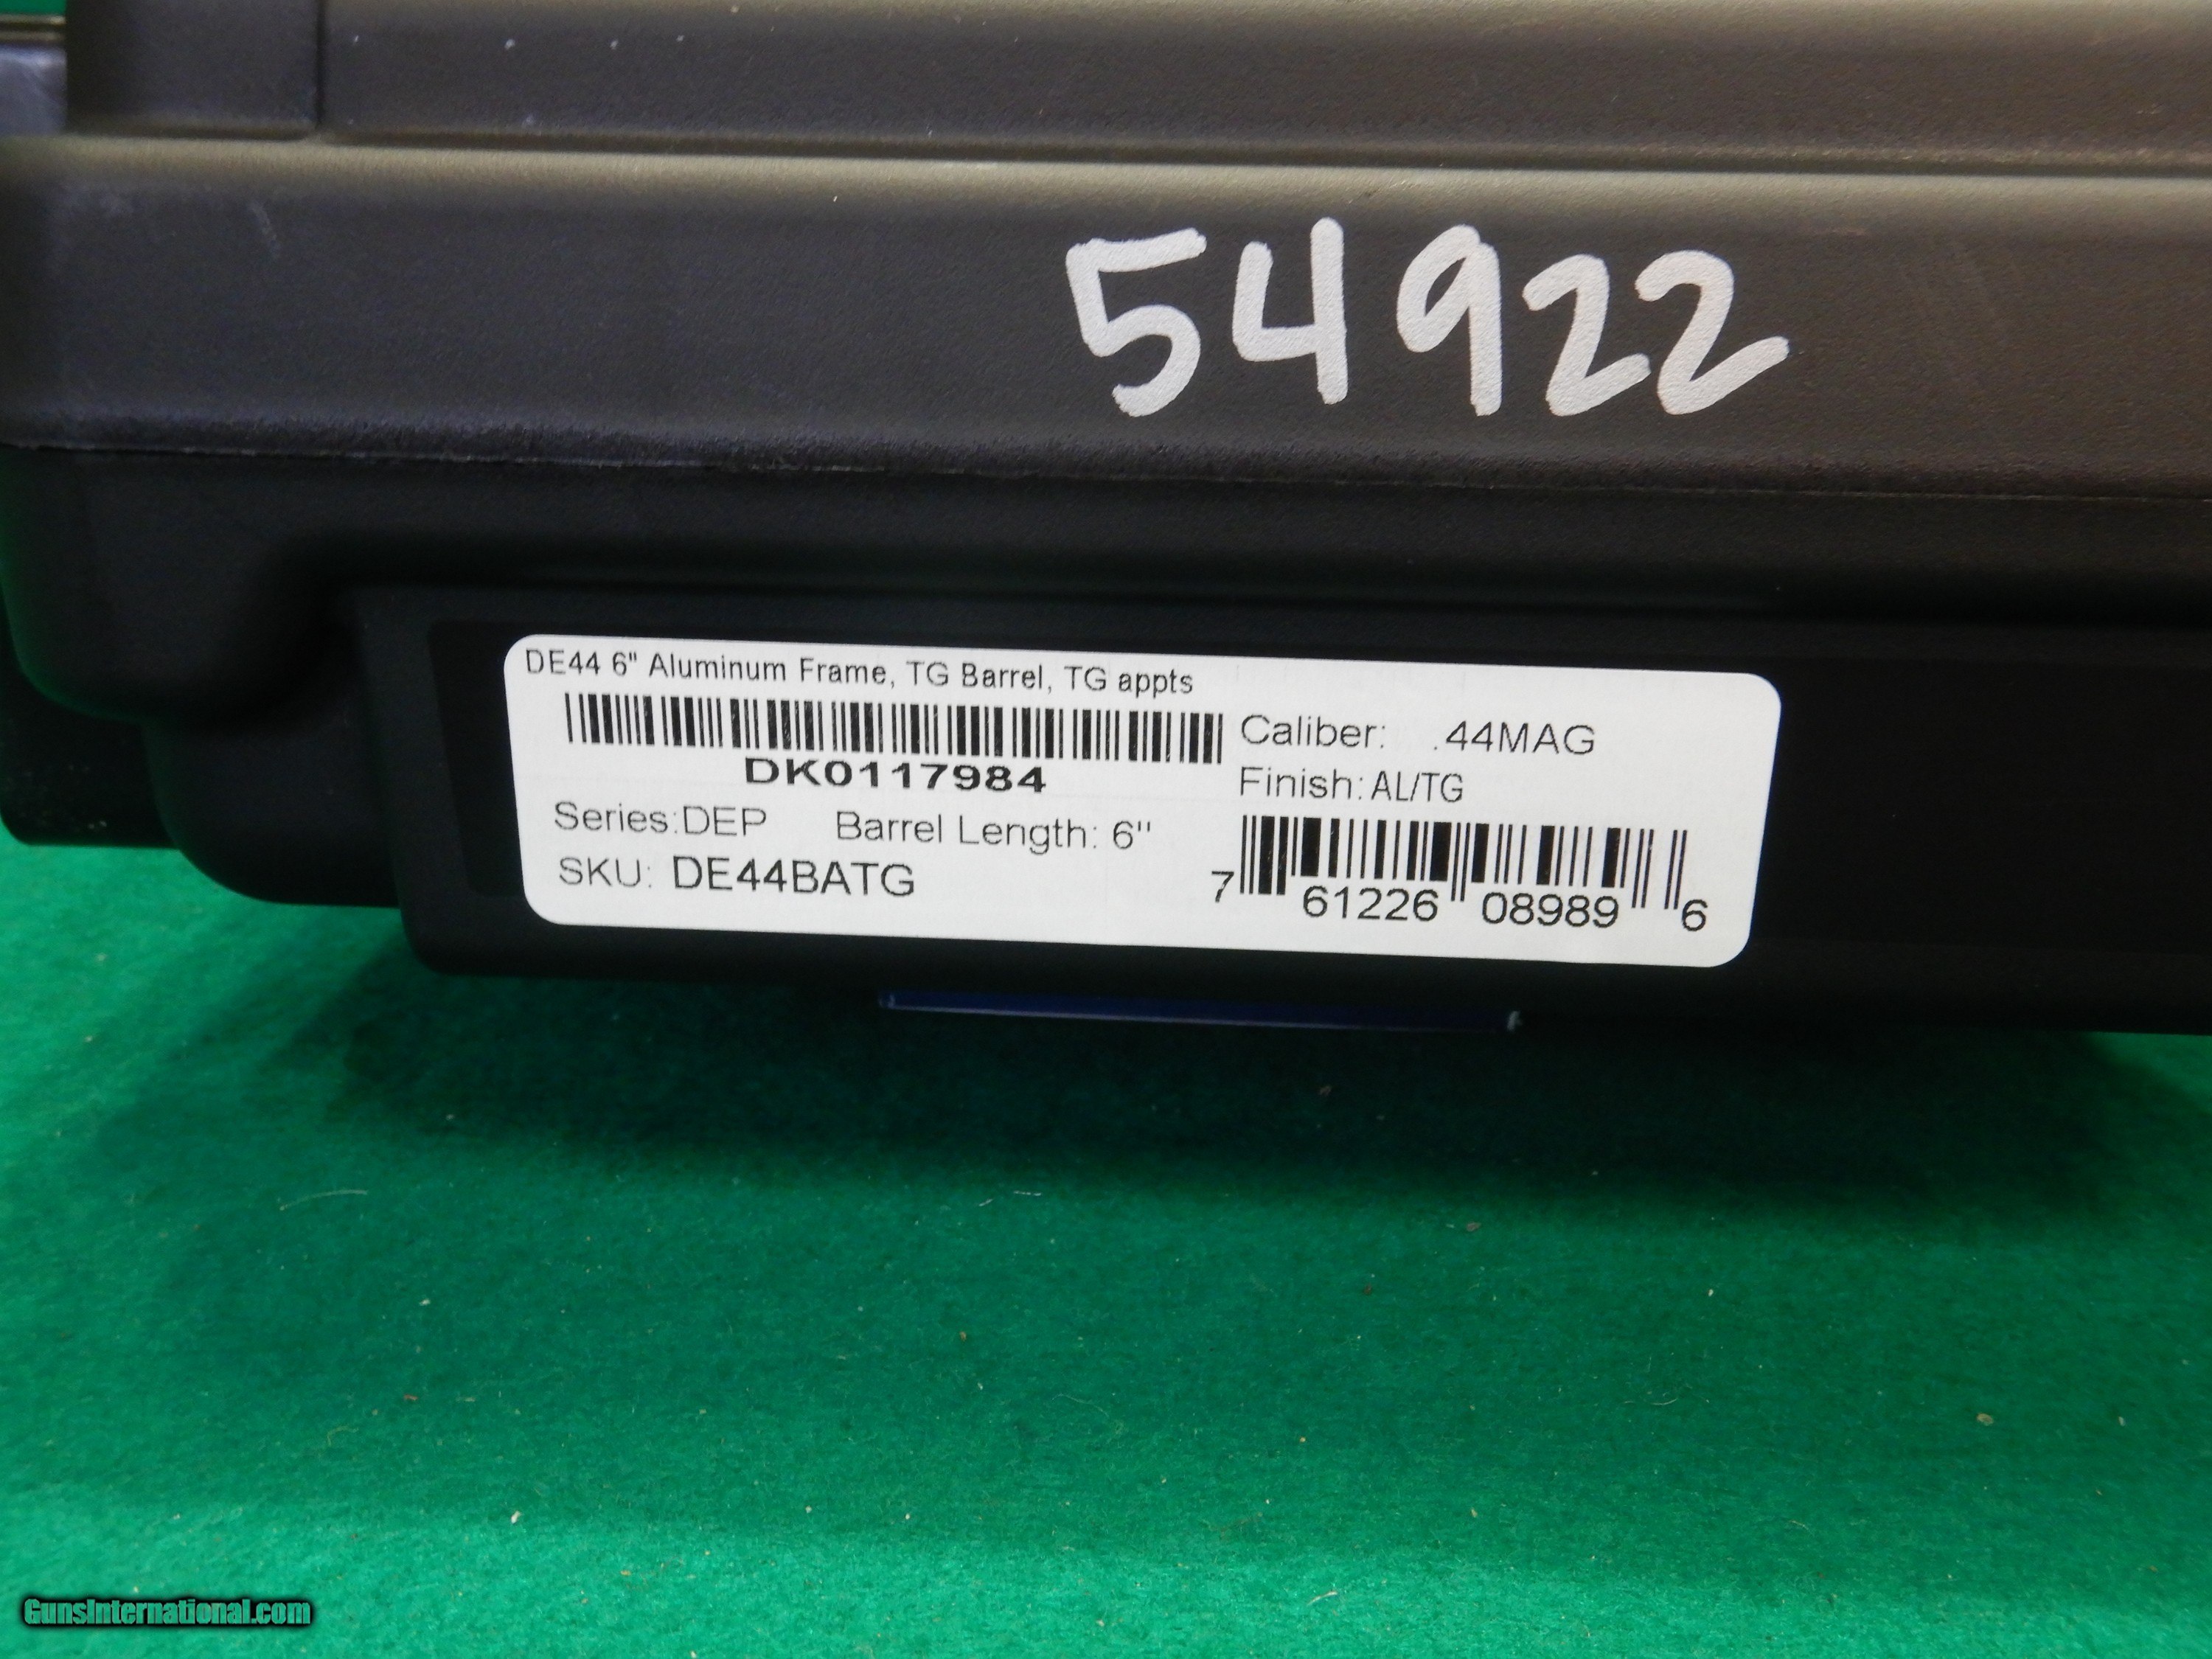 54922
DE44 6" Aluminum Frame, TG Barrel, TG appts
DK0117984
Series:DEP Barrel Length: 6"
SKU: DE44BATG
Caliber: .44MAG
Finish: AL/TG
7 61226 08989 6
GunsInternational.com